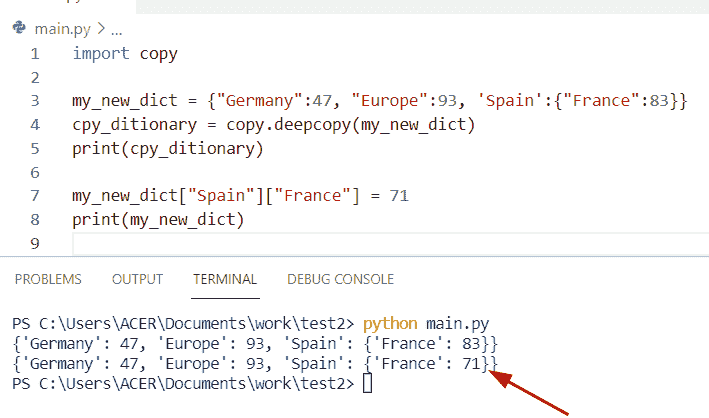 main.py > ...
1 import copy
2
3 my_new_dict = {"Germany":47, "Europe":93, 'Spain':{"France":83}}
4 cpy_ditionary = copy.deepcopy(my_new_dict)
5 print(cpy_ditionary)
6
7 my_new_dict["Spain"]["France"] = 71
8 print(my_new_dict)
9
PROBLEMS OUTPUT TERMINAL DEBUG CONSOLE
PS C:\Users\ACER\Documents\work\test2> python main.py
{'Germany': 47, 'Europe': 93, 'Spain': {'France': 83}}
{'Germany': 47, 'Europe': 93, 'Spain': {'France': 71}}
PS C:\Users\ACER\Documents\work\test2>